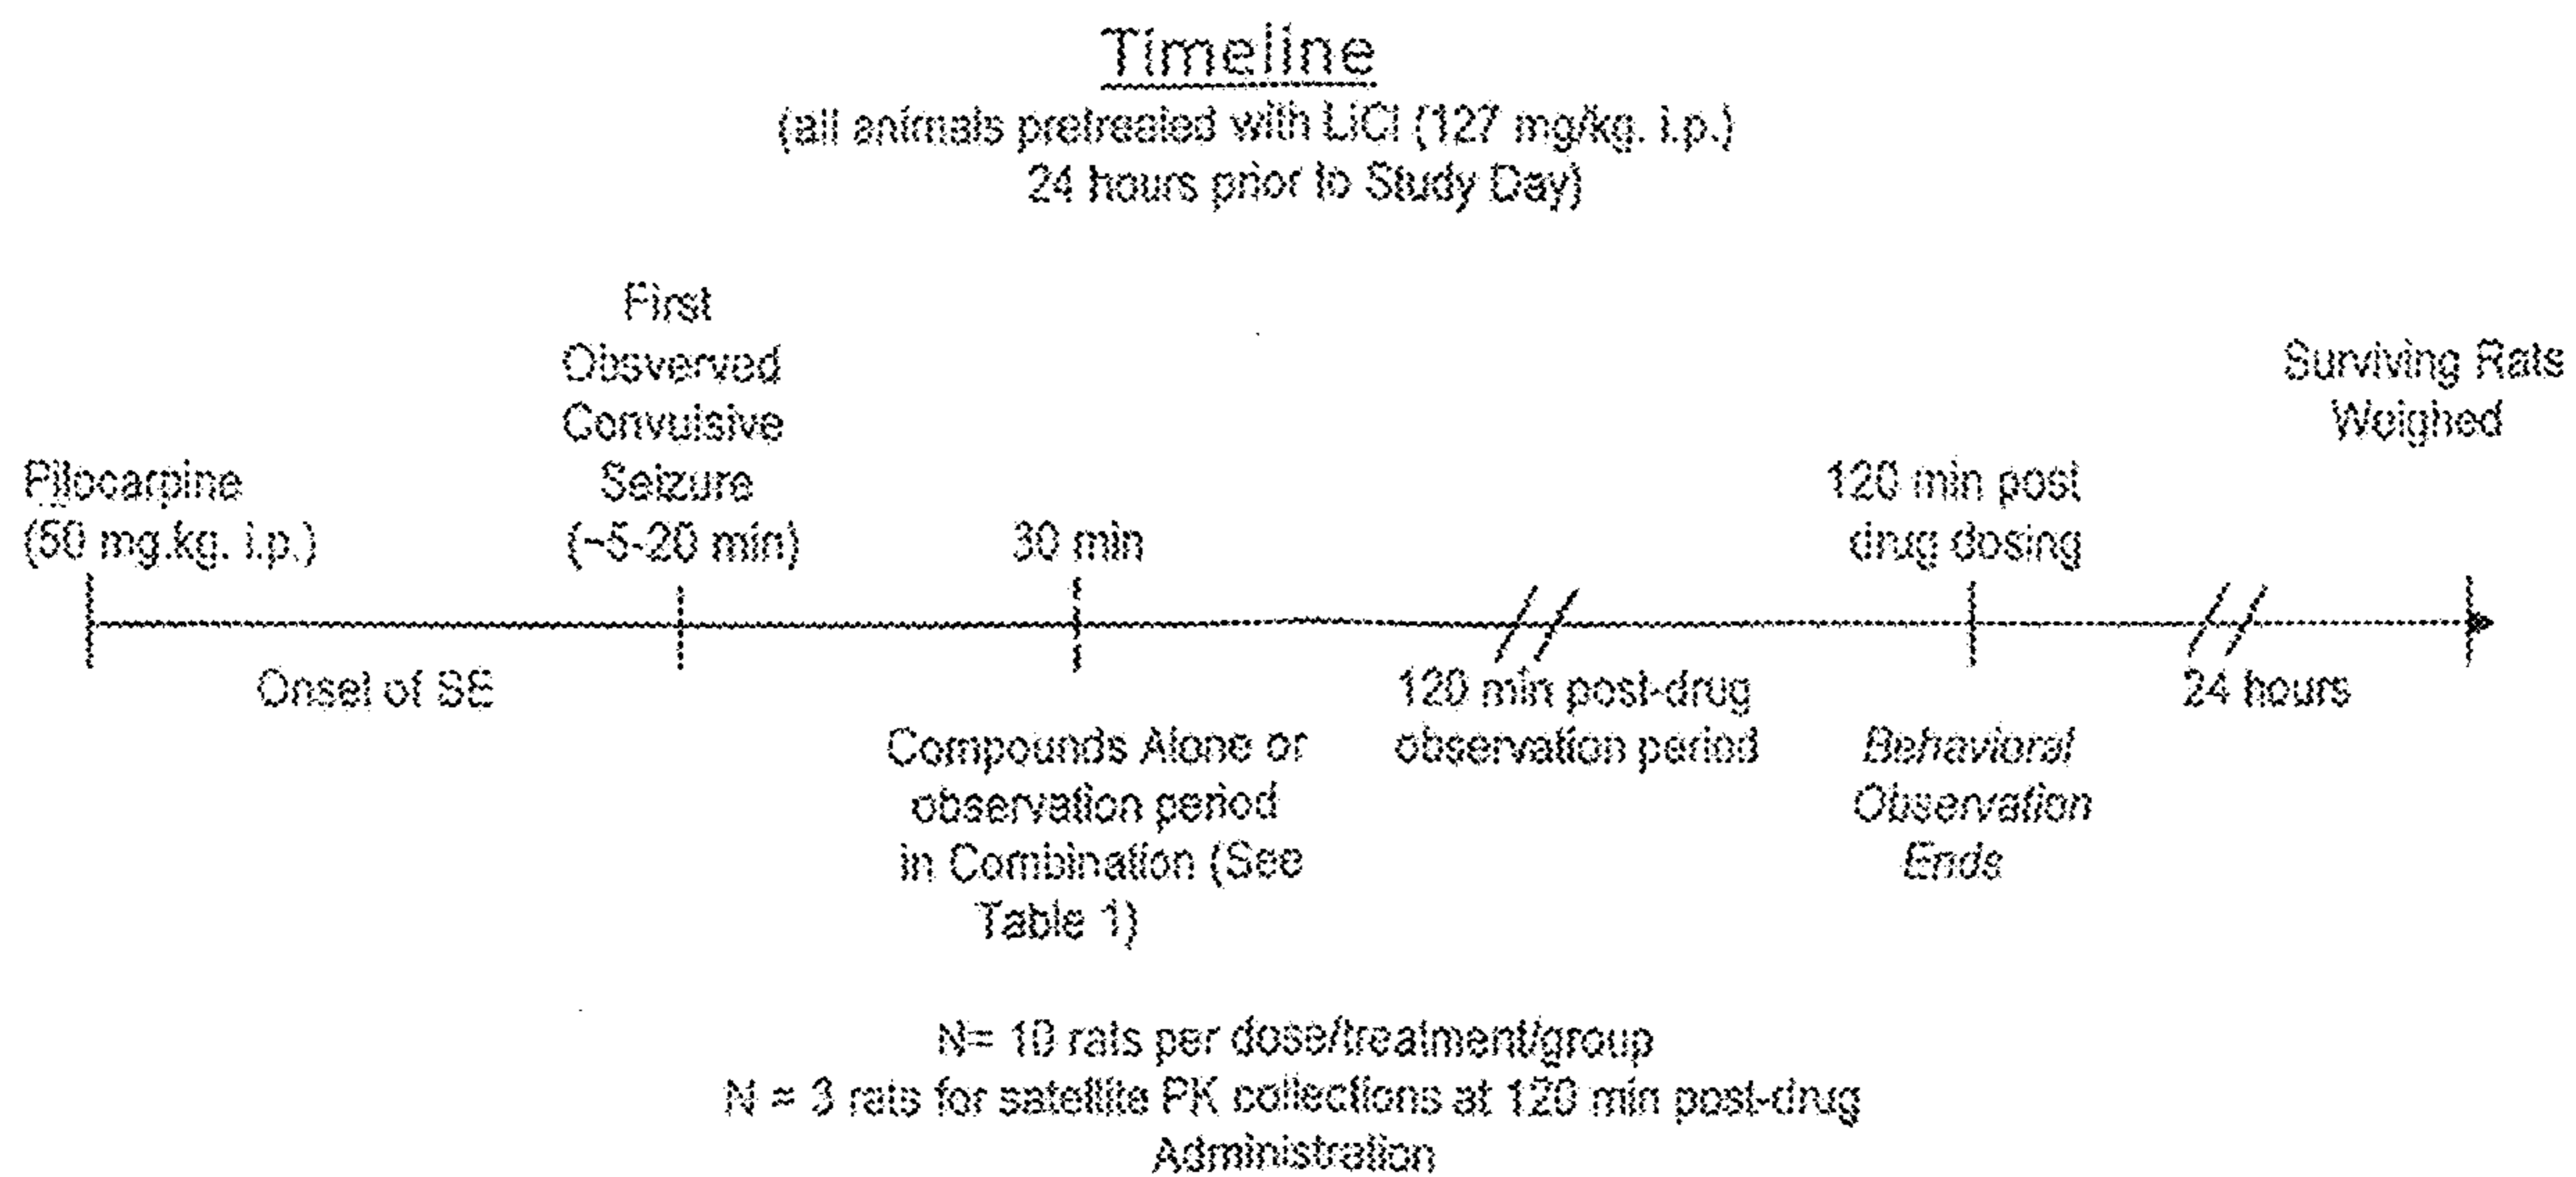 Timeline
(all animals pretreated with LiCl (127 mg/kg. i.p.)
24 hours prior to Study Day)
First
Obsverved
Convulsive
Seizure
(~5-20 min)
Pilocarpine
(50 mg.kg. i.p.)
30 min
120 min post
drug dosing
Surviving Rats
Weighed
Onset of SE
Compounds Alone or
observation period
in Combination (See
Table 1)
120 min post-drug
observation period
Behavioral
Observation
Ends
24 hours
N= 10 rats per dose/treatment/group
N = 3 rats for satellite PK collections at 120 min post-drug
Administration